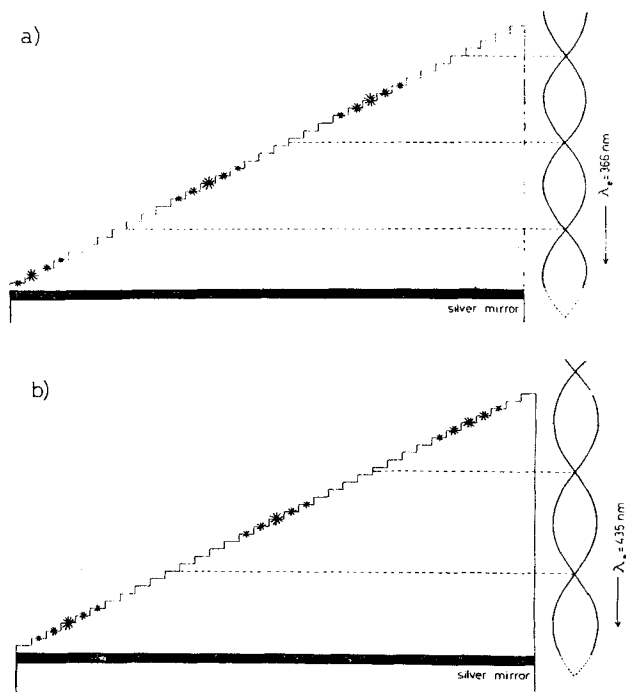 a)
λₑ = 366 nm
silver mirror
b)
λₑ = 435 nm
silver mirror